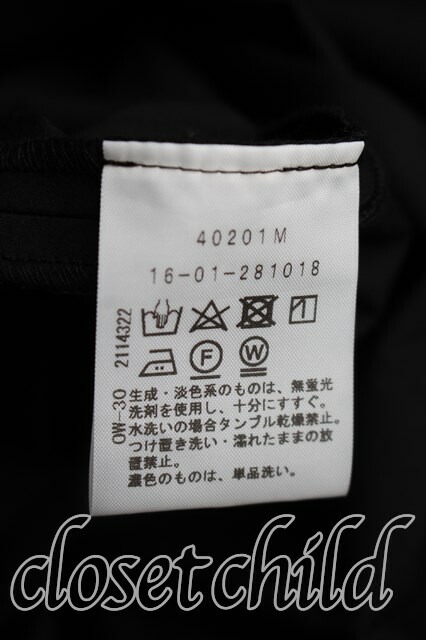 40201M
16-01-281018
2114322
OW-30
F
W
生成・淡色系のものは、無蛍光
洗剤を使用し、十分にすすぐ。
水洗いの場合タンブル乾燥禁止。
つけ置き洗い・濡れたままの放
置禁止。
濃色のものは、単品洗い。
closetchild